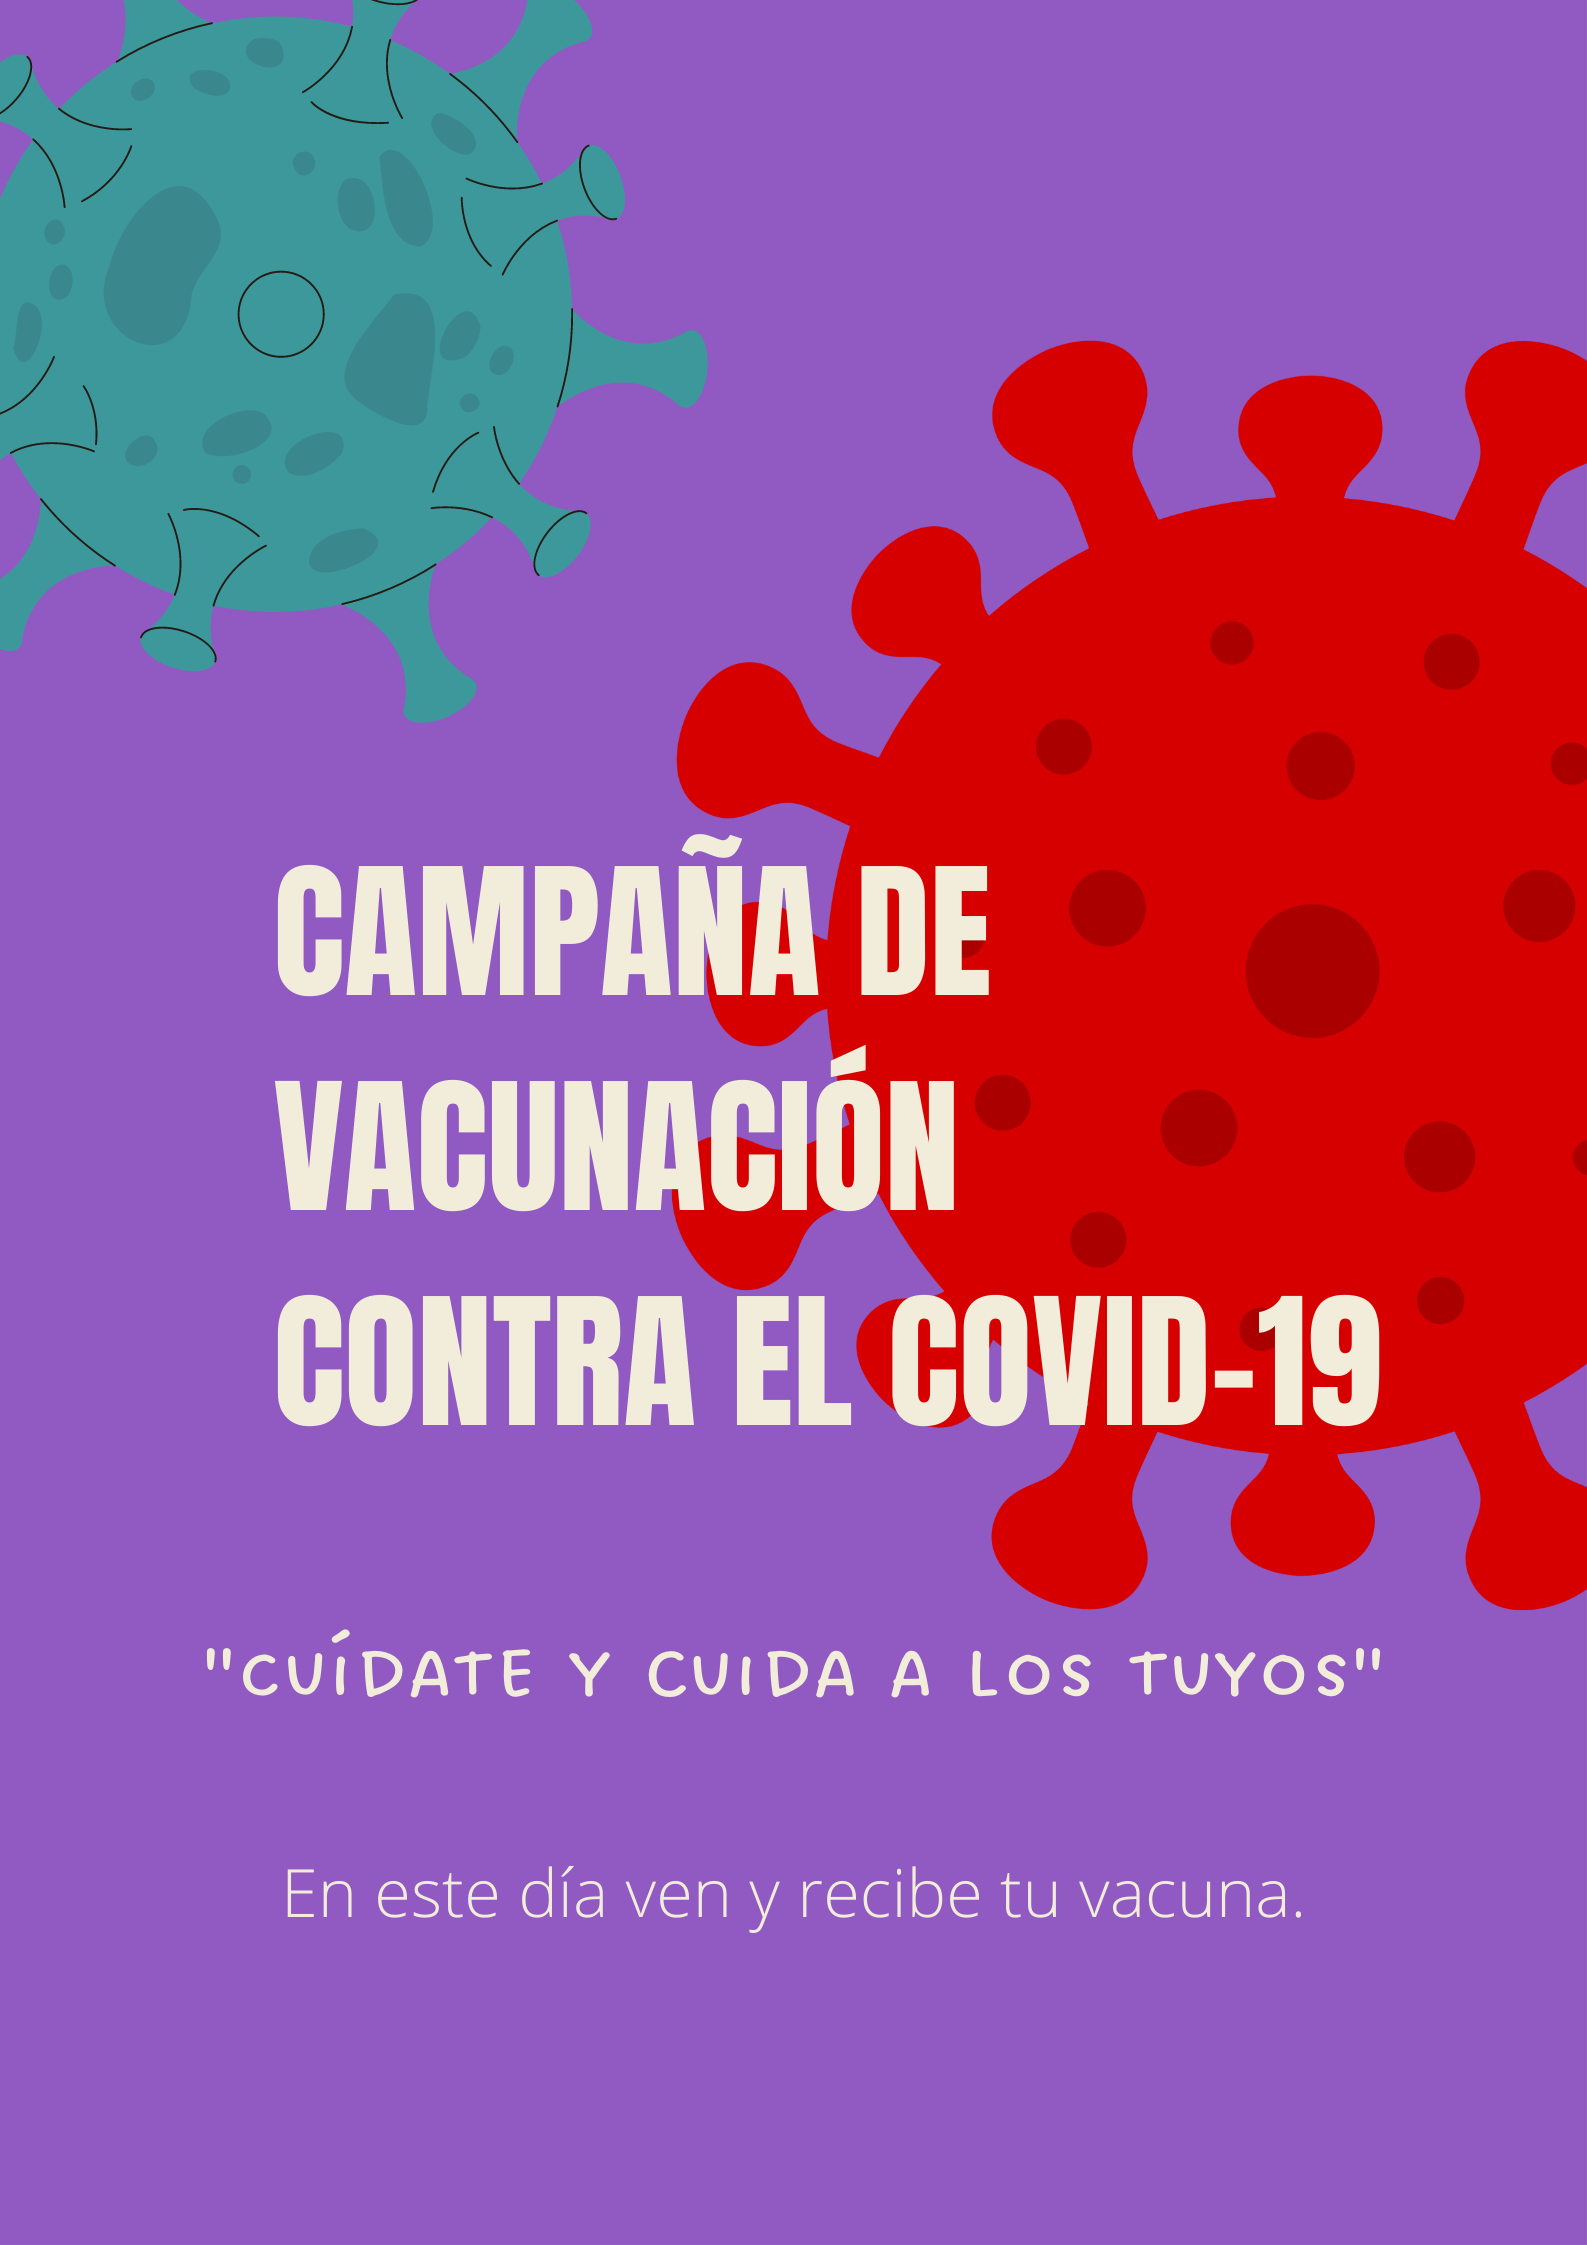 CAMPAÑA DE
VACUNACIÓN
CONTRA EL COVID-19
"CUÍDATE Y CUIDA A LOS TUYOS"
En este día ven y recibe tu vacuna.